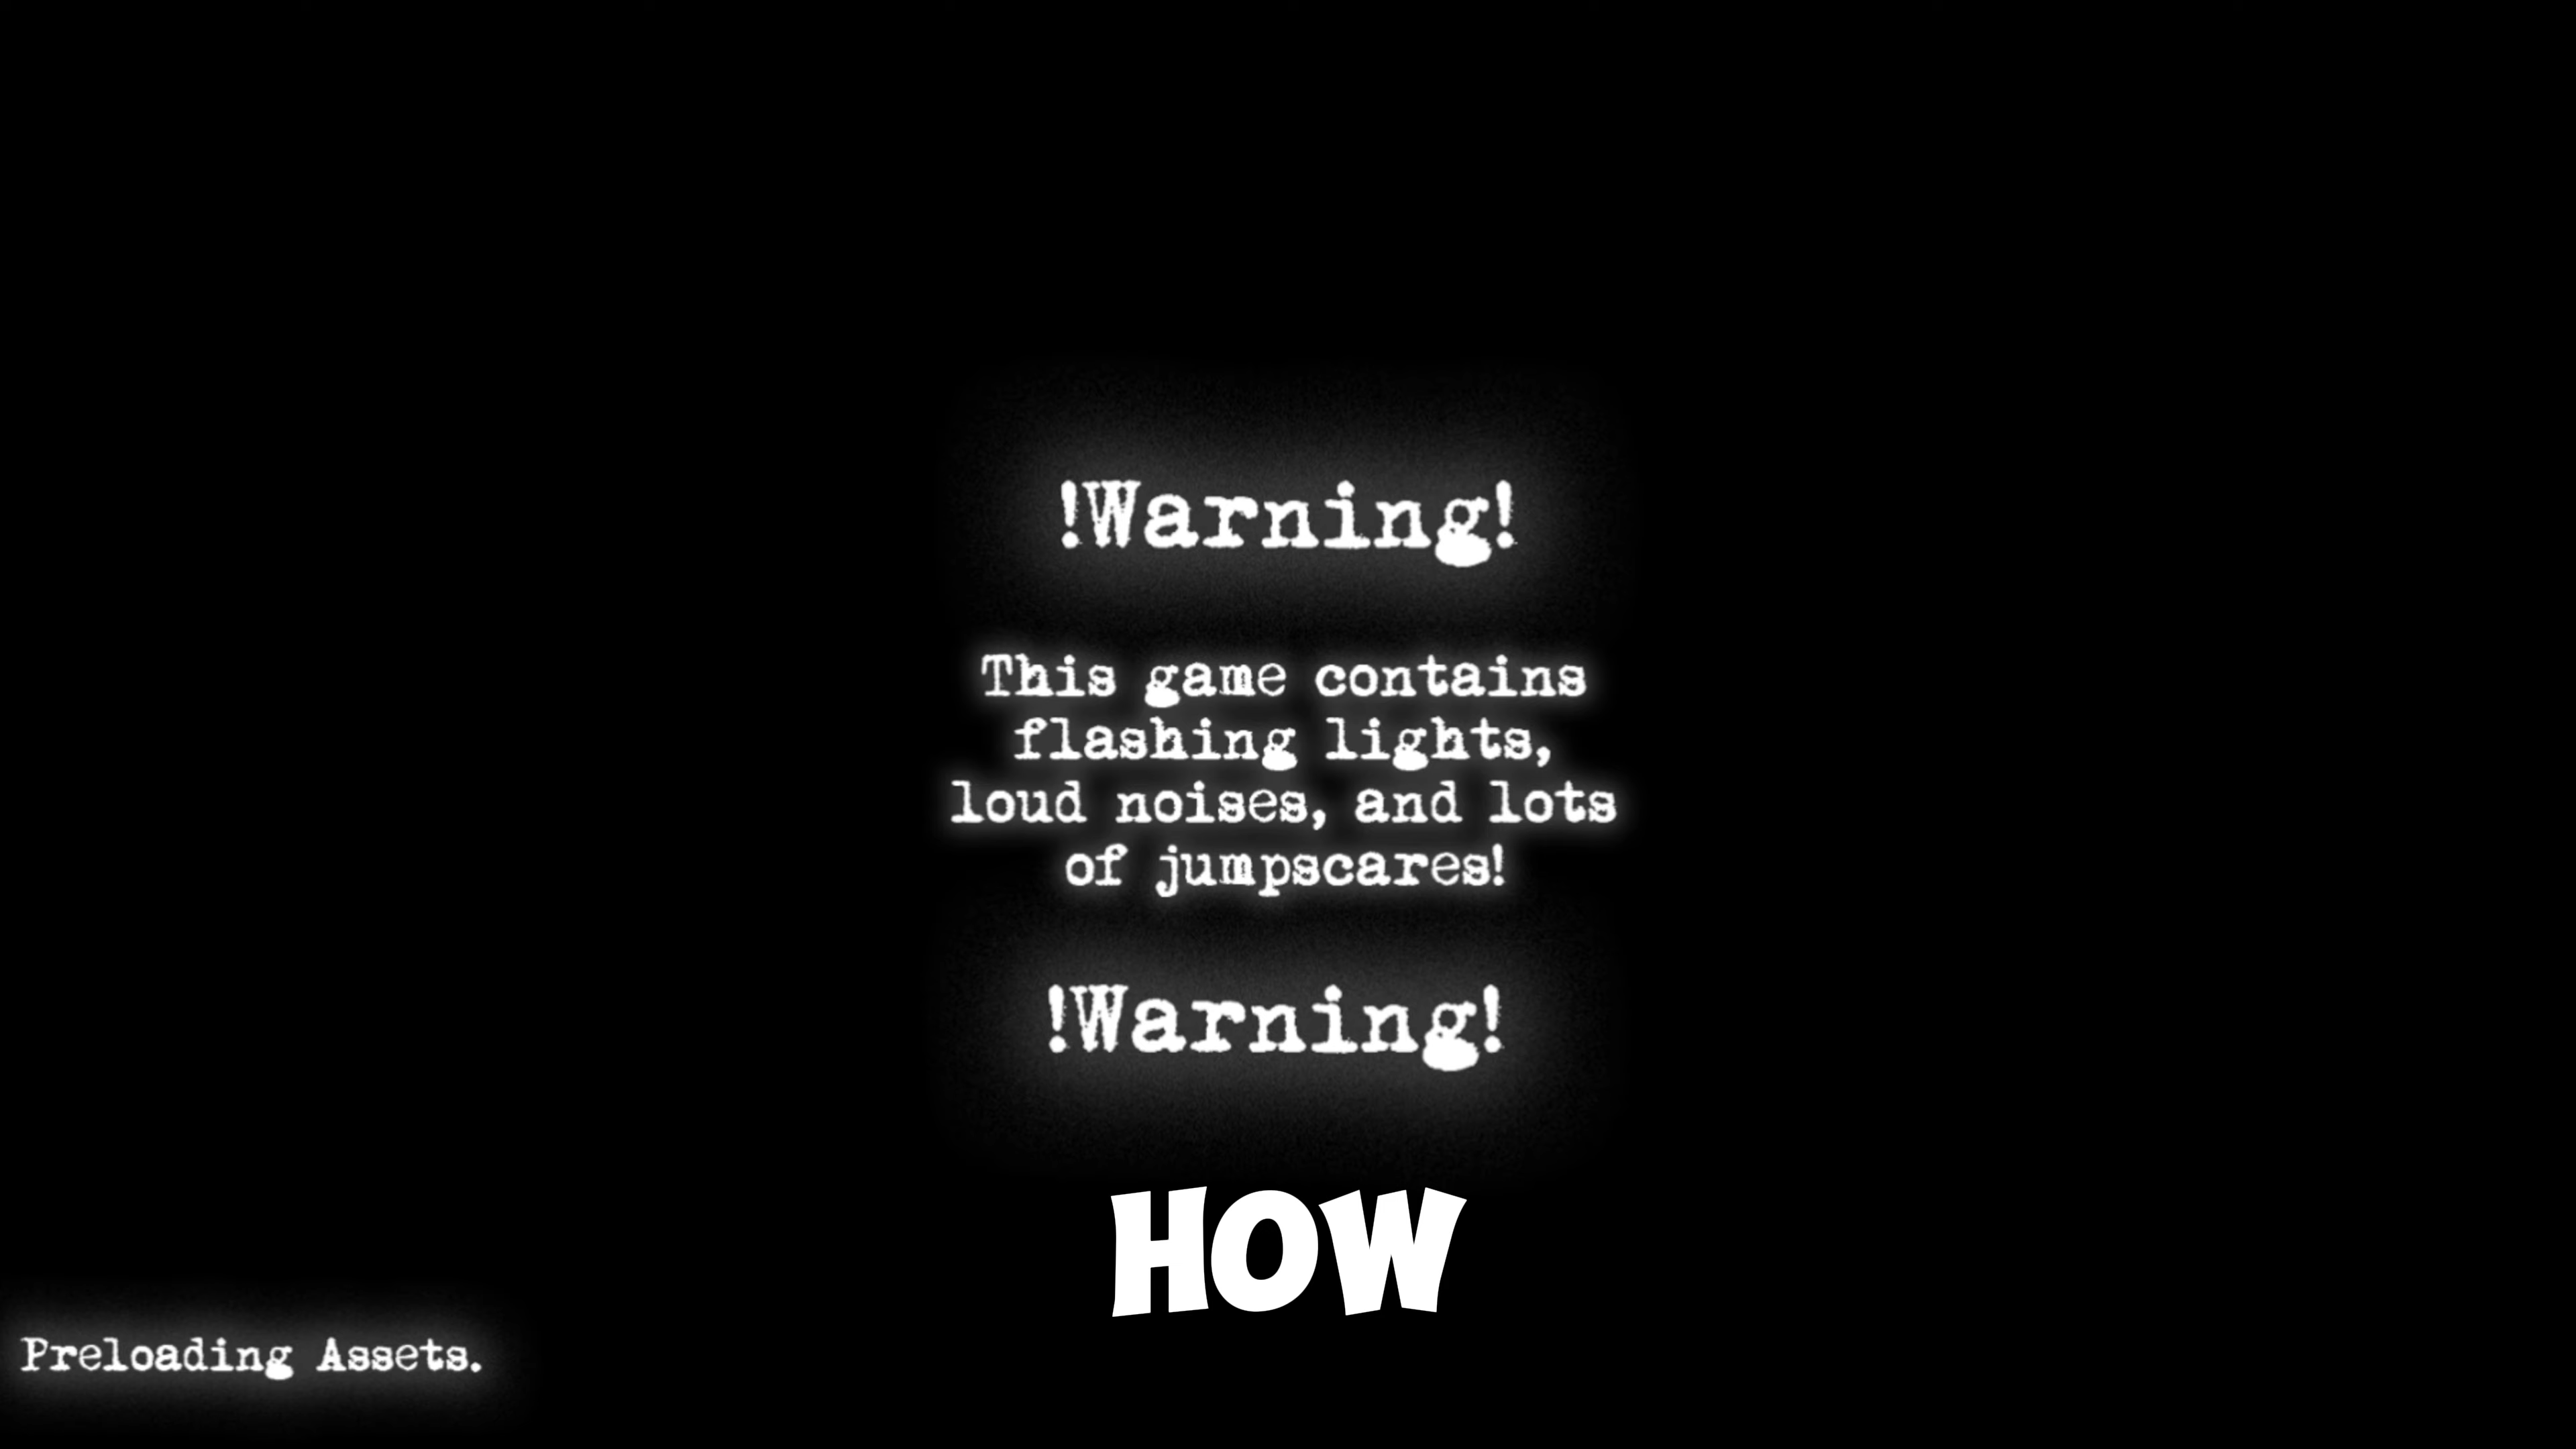 !Warning!
This game contains
flashing lights,
loud noises, and lots
of jumpscares!
!Warning!
HOW
Preloading Assets.